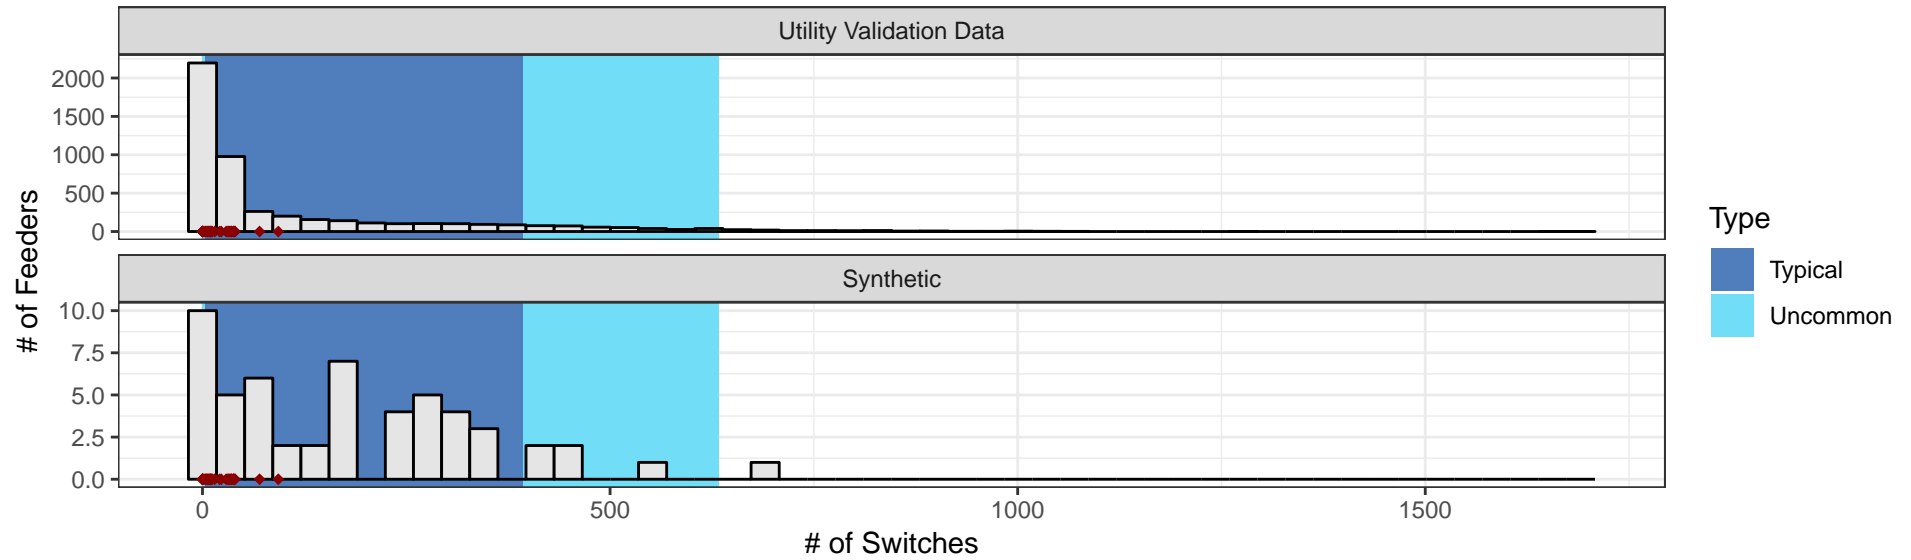 Utility Validation Data
2000
1500
1000
500
0
Synthetic
10.0
7.5
5.0
2.5
0.0
0 500 1000 1500
# of Switches
# of Feeders
Type
Typical
Uncommon